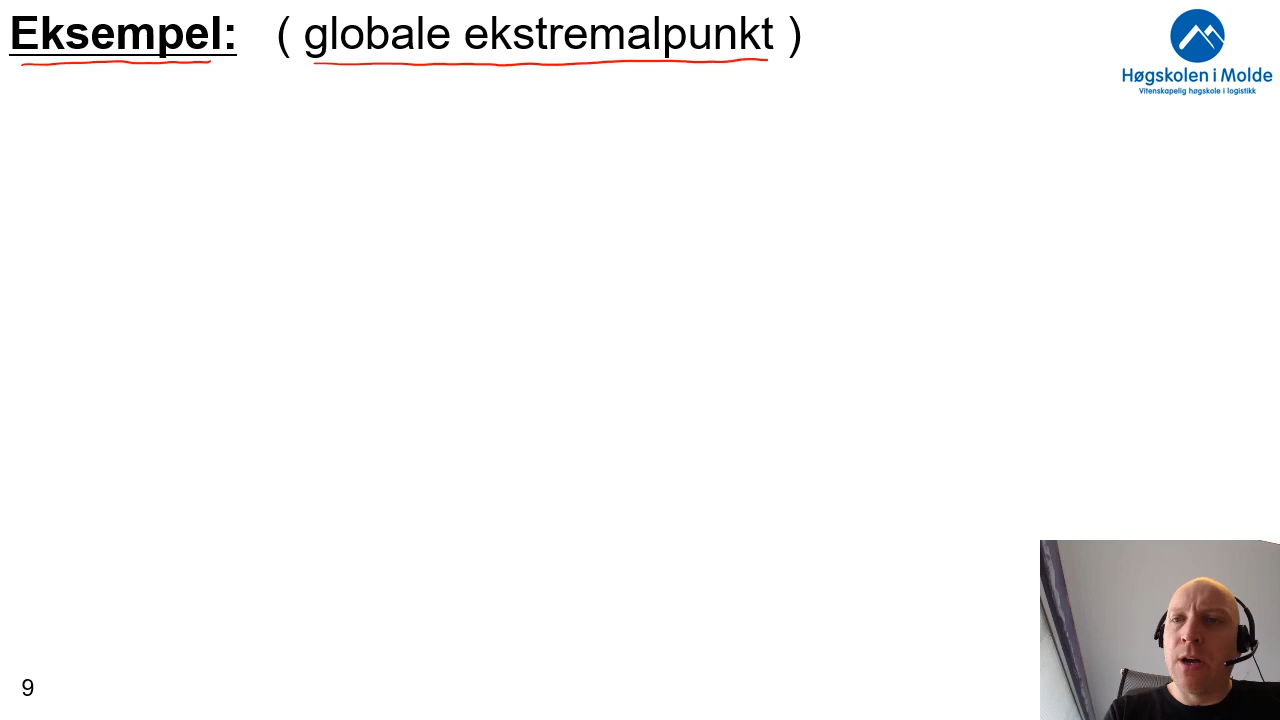 Eksempel: ( globale ekstremalpunkt )
Høgskolen i Molde
Vitenskapelig høgskole i logistikk
9